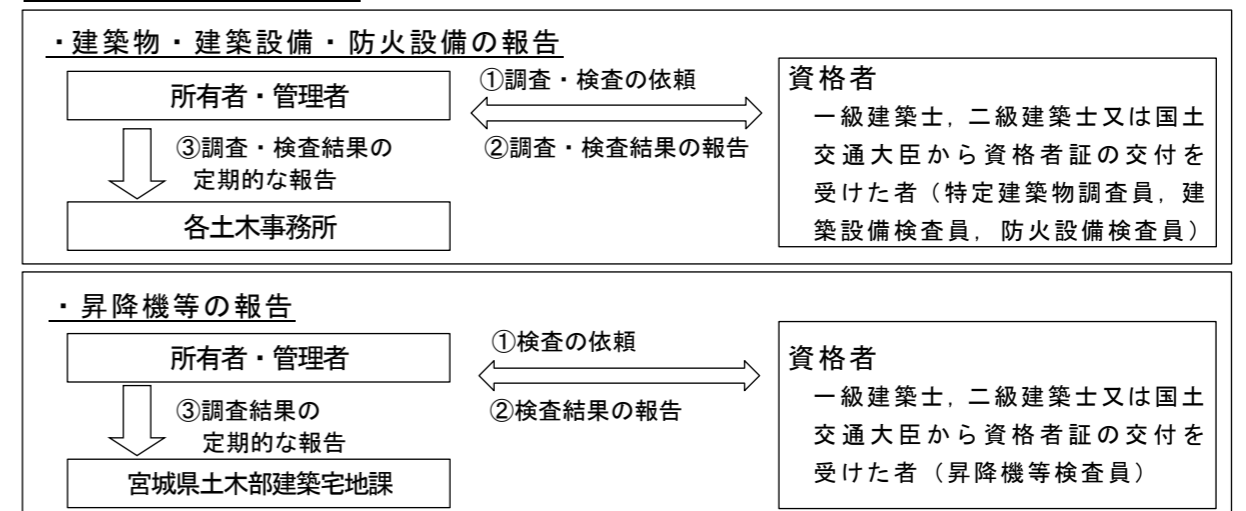 ・建築物・建築設備・防火設備の報告
所有者・管理者
①調査・検査の依頼
②調査・検査結果の報告
③調査・検査結果の
定期的な報告
各土木事務所
資格者
一級建築士，二級建築士又は国土
交通大臣から資格者証の交付を
受けた者（特定建築物調査員，建
築設備検査員，防火設備検査員）
・昇降機等の報告
所有者・管理者
①検査の依頼
②検査結果の報告
③調査結果の
定期的な報告
宮城県土木部建築宅地課
資格者
一級建築士，二級建築士又は国土
交通大臣から資格者証の交付を
受けた者（昇降機等検査員）